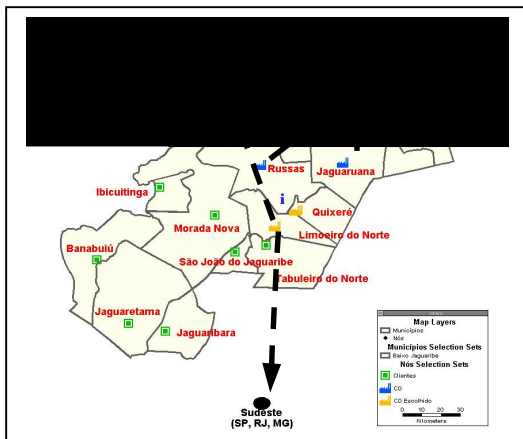 Russas
Jaguaruana
Ibicuitinga
i
Quixeré
Morada Nova
Limoeiro do Norte
Banabuiú
São João do Jaguaribe
Tabuleiro do Norte
Jaguaretama
Jaguaribara
Map Layers
Municípios
Nós
Municípios Selection Sets
Baixo Jaguaribe
Nós Selection Sets
Clientes
CD
CD Escolhido
0 10 20 30
Kilometers
Sudeste
(SP, RJ, MG)